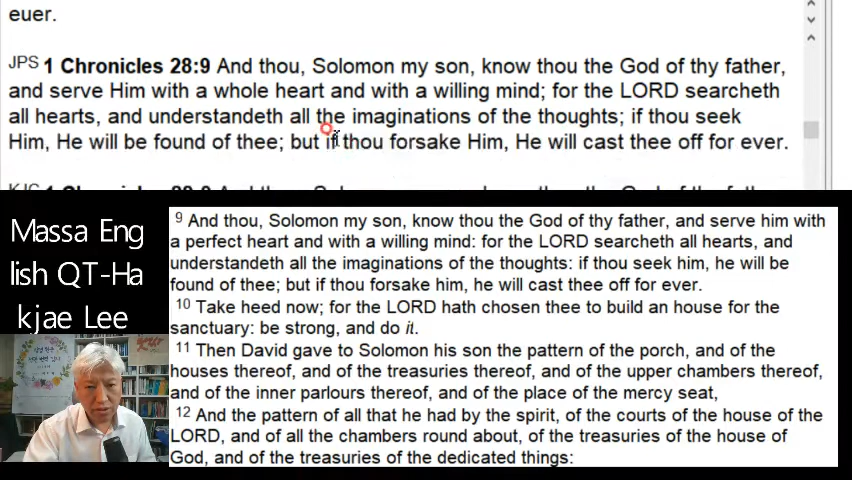 euer.
JPS 1 Chronicles 28:9 And thou, Solomon my son, know thou the God of thy father,
and serve Him with a whole heart and with a willing mind; for the LORD searcheth
all hearts, and understandeth all the imaginations of the thoughts; if thou seek
Him, He will be found of thee; but if thou forsake Him, He will cast thee off for ever.
Massa Eng
lish QT-Ha
kjae Lee
9 And thou, Solomon my son, know thou the God of thy father, and serve him with
a perfect heart and with a willing mind: for the LORD searcheth all hearts, and
understandeth all the imaginations of the thoughts: if thou seek him, he will be
found of thee; but if thou forsake him, he will cast thee off for ever.
10 Take heed now; for the LORD hath chosen thee to build an house for the
sanctuary: be strong, and do it.
11 Then David gave to Solomon his son the pattern of the porch, and of the
houses thereof, and of the treasuries thereof, and of the upper chambers thereof,
and of the inner parlours thereof, and of the place of the mercy seat,
12 And the pattern of all that he had by the spirit, of the courts of the house of the
LORD, and of all the chambers round about, of the treasuries of the house of
God, and of the treasuries of the dedicated things: